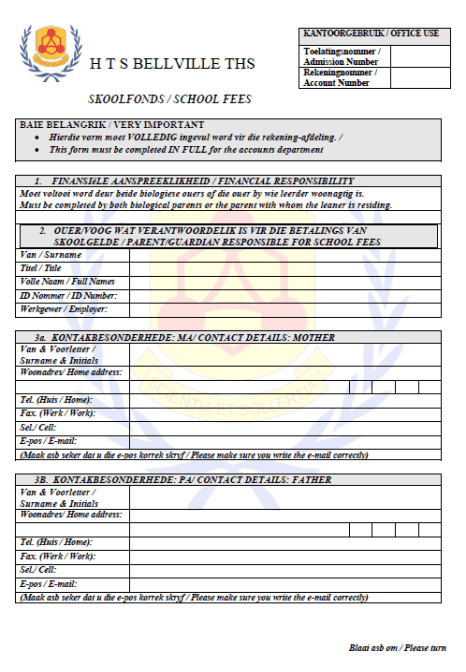 KANTOORGEBRUIK / OFFICE USE
Toelatingsnommer /
Admission Number
Rekeningnommer /
Account Number
H T S BELLVILLE THS
SKOOLFONDS / SCHOOL FEES
BAIE BELANGRIK / VERY IMPORTANT
• Hierdie vorm moet VOLLEDIG ingevul word vir die rekening-afdeling. /
• This form must be completed IN FULL for the accounts department
1. FINANSIËLE AANSPREEKLIKHEID / FINANCIAL RESPONSIBILITY
Moet voltooi word deur beide biologiese ouers of die ouer by wie leerder woonagtig is.
Must be completed by both biological parents or the parent with whom the leaner is residing.
2. OUER/VOOG WAT VERANTWOORDELIK IS VIR DIE BETALINGS VAN
SKOOLGELDE / PARENT/GUARDIAN RESPONSIBLE FOR SCHOOL FEES
Van / Surname
Titel / Title
Volle Naam / Full Names
ID Nommer / ID Number:
Werkgewer / Employer:
3a. KONTAKBESONDERHEDE: MA/ CONTACT DETAILS: MOTHER
Van & Voorletter /
Surname & Initials
Woonadres/ Home address:
Tel. (Huis / Home):
Fax. (Werk / Work):
Sel./ Cell:
E-pos / E-mail:
(Maak asb seker dat u die e-pos korrek skryf / Please make sure you write the e-mail correctly)
SCIENTIA ET SOLLERTIA
3B. KONTAKBESONDERHEDE: PA/ CONTACT DETAILS: FATHER
Van & Voorletter /
Surname & Initials
Woonadres/ Home address:
Tel. (Huis / Home):
Fax. (Werk / Work):
Sel./ Cell:
E-pos / E-mail:
(Maak asb seker dat u die e-pos korrek skryf / Please make sure you write the e-mail correctly)
Blaai asb om / Please turn